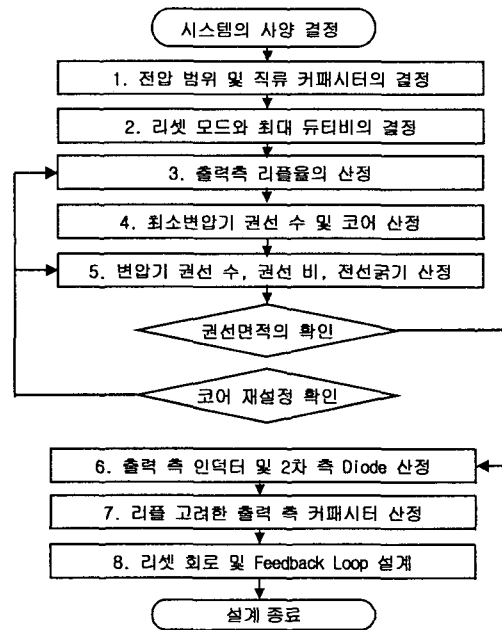 시스템의 사양 결정
1. 전압 범위 및 직류 커패시터의 결정
2. 리셋 모드와 최대 듀티비의 결정
3. 출력측 리플율의 산정
4. 최소변압기 권선 수 및 코어 산정
5. 변압기 권선 수, 권선 비, 전선굵기 산정
권선면적의 확인
코어 재설정 확인
6. 출력 측 인덕터 및 2차 측 Diode 산정
7. 리플 고려한 출력 측 커패시터 산정
8. 리셋 회로 및 Feedback Loop 설계
설계 종료